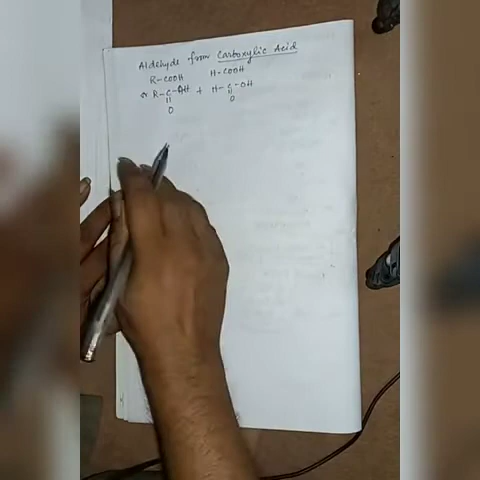 Aldehyde from Carboxylic Acid
R-COOH H-COOH
or R-C-OH + H-C-OH
|| ||
O O